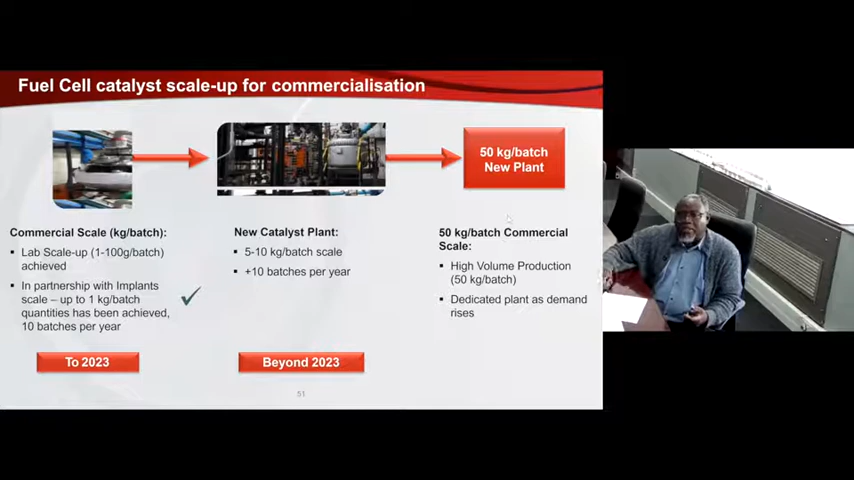 Fuel Cell catalyst scale-up for commercialisation
50 kg/batch
New Plant
Commercial Scale (kg/batch):
▪ Lab Scale-up (1-100g/batch)
achieved
▪ In partnership with Implants
scale – up to 1 kg/batch
quantities has been achieved,
10 batches per year
To 2023
New Catalyst Plant:
▪ 5-10 kg/batch scale
▪ +10 batches per year
Beyond 2023
50 kg/batch Commercial
Scale:
▪ High Volume Production
(50 kg/batch)
▪ Dedicated plant as demand
rises
51